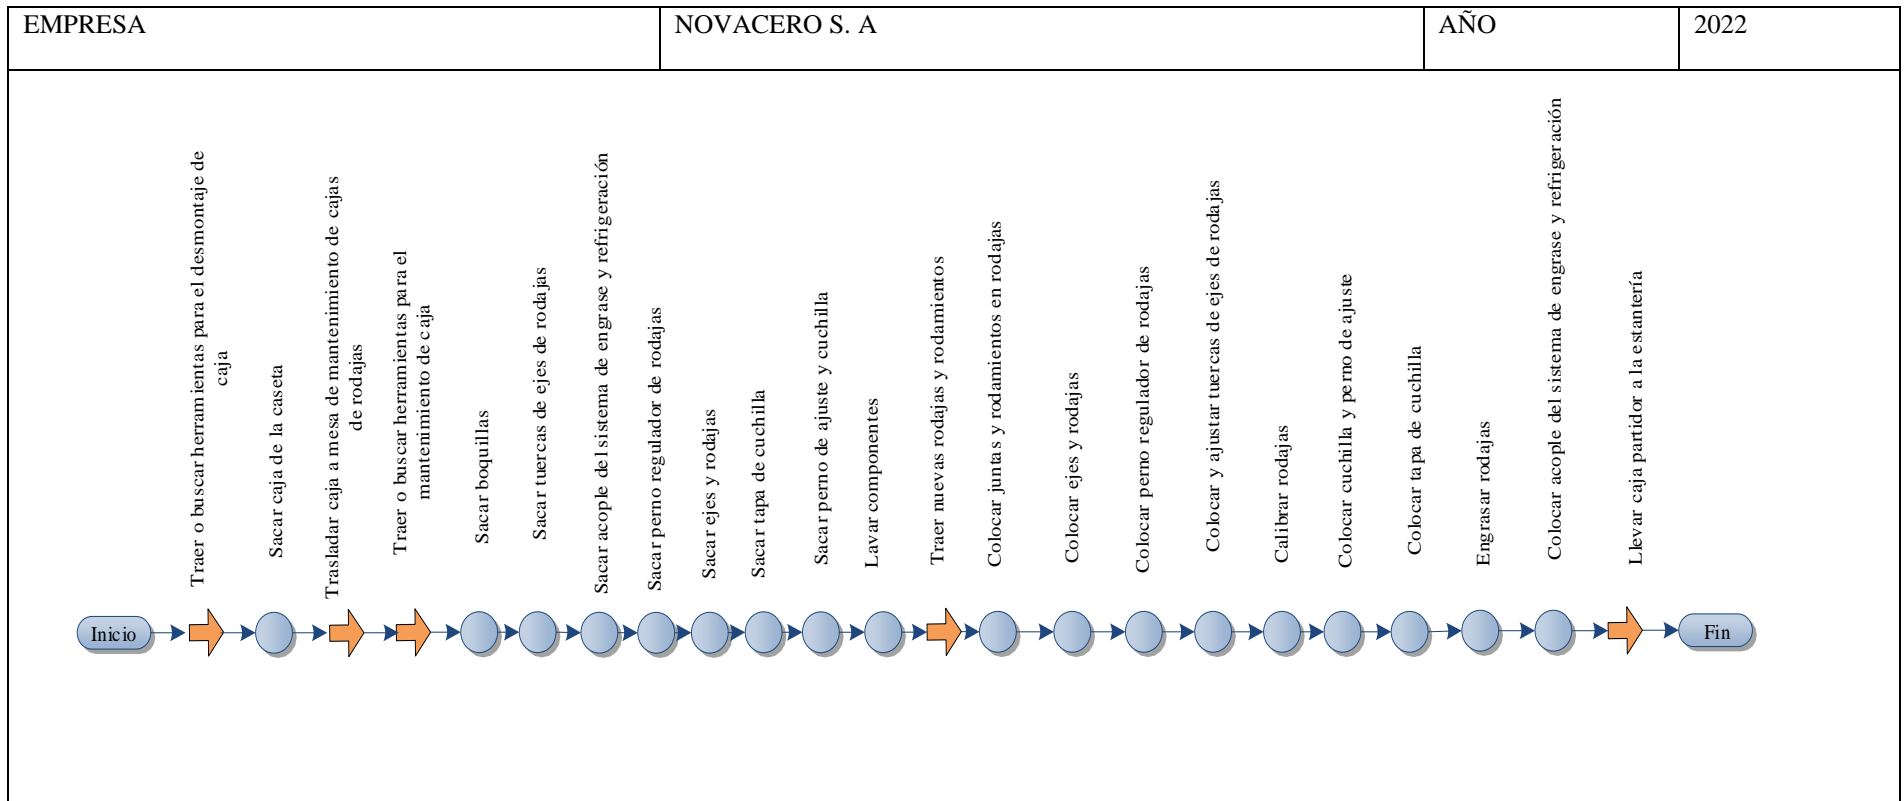 EMPRESA
NOVACERO S. A
AÑO
2022
Traer o buscar herramientas para el desmontaje de
caja
Sacar caja de la caseta
Trasladar caja a mesa de mantenimiento de cajas
de rodajas
Traer o buscar herramientas para el
mantenimiento de caja
Sacar boquillas
Sacar tuercas de ejes de rodajas
Sacar acople del sistema de engrase y refrigeración
Sacar perno regulador de rodajas
Sacar ejes y rodajas
Sacar tapa de cuchilla
Sacar perno de ajuste y cuchilla
Lavar componentes
Traer nuevas rodajas y rodamientos
Colocar juntas y rodamientos en rodajas
Colocar ejes y rodajas
Colocar perno regulador de rodajas
Colocar y ajustar tuercas de ejes de rodajas
Calibrar rodajas
Colocar cuchilla y perno de ajuste
Colocar tapa de cuchilla
Engrasar rodajas
Colocar acople del sistema de engrase y refrigeración
Llevar caja partidor a la estantería
Inicio
Fin